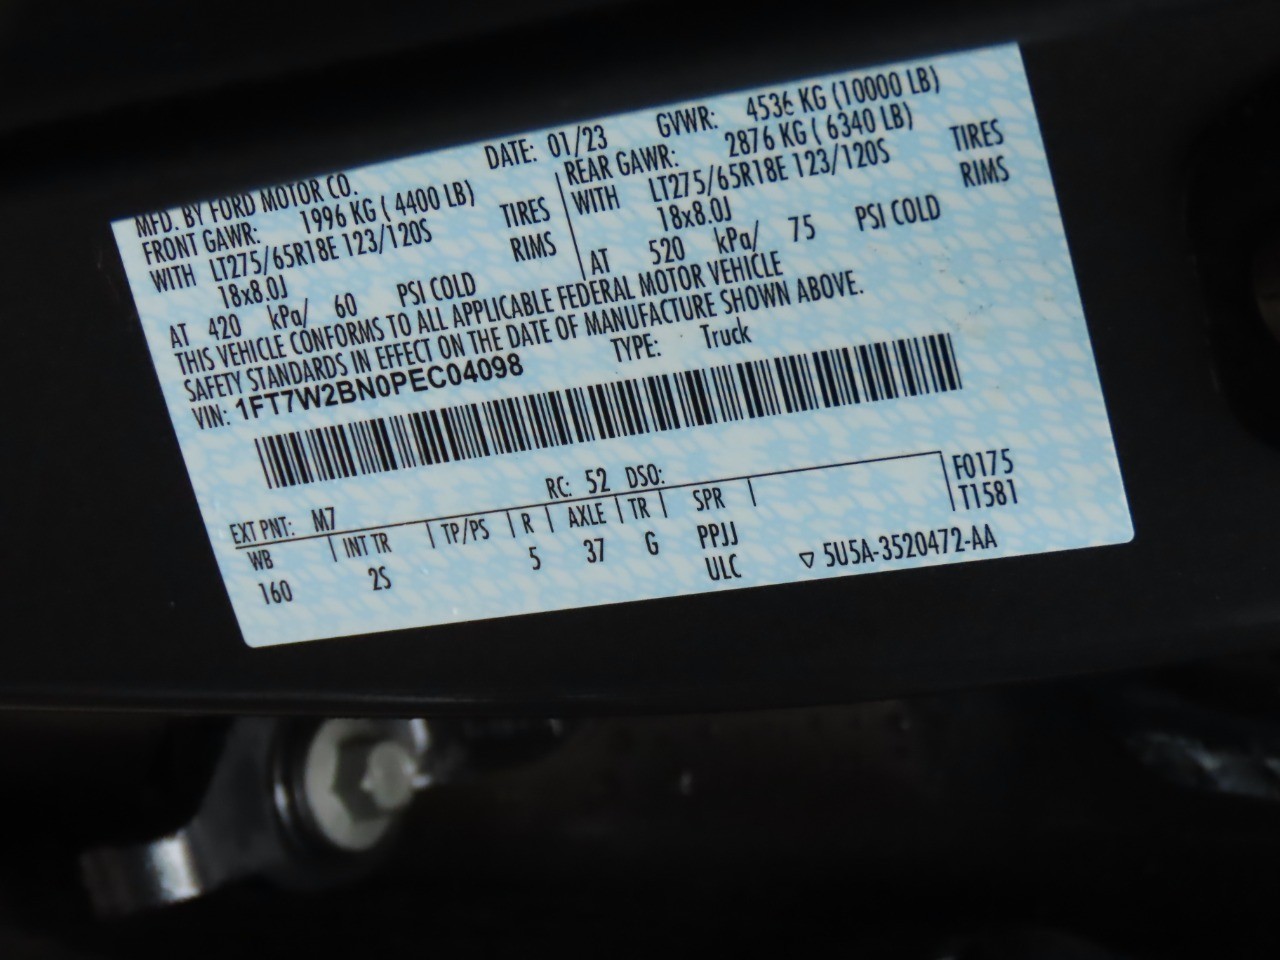 MFD. BY FORD MOTOR CO. DATE: 01/23 GVWR: 4536 KG (10000 LB)
FRONT GAWR: 1996 KG ( 4400 LB) REAR GAWR: 2876 KG ( 6340 LB)
WITH LT275/65R18E 123/120S TIRES WITH LT275/65R18E 123/120S TIRES
18x8.0J RIMS 18x8.0J RIMS
AT 420 kPa/ 60 PSI COLD AT 520 kPa/ 75 PSI COLD
THIS VEHICLE CONFORMS TO ALL APPLICABLE FEDERAL MOTOR VEHICLE
SAFETY STANDARDS IN EFFECT ON THE DATE OF MANUFACTURE SHOWN ABOVE.
VIN: 1FT7W2BN0PEC04098 TYPE: Truck
EXT PNT: M7 RC: 52 DSO: F0175
WB INT TR TP/PS R AXLE TR SPR T1581
160 2S 5 37 G PPJJ
ULC ▽ 5U5A-3520472-AA